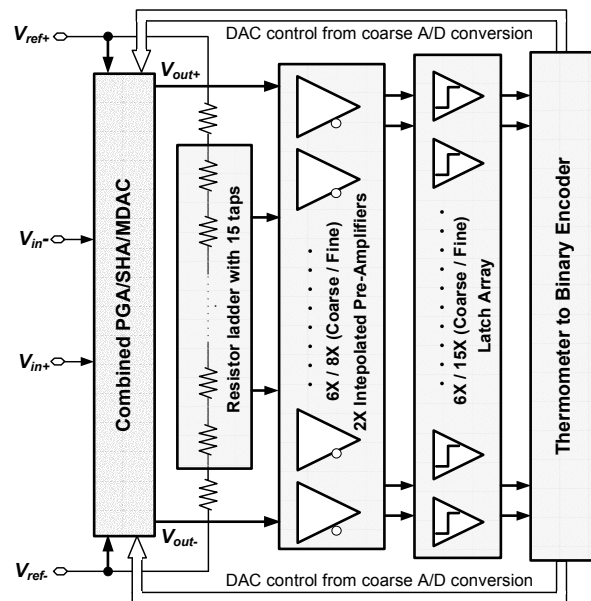 DAC control from coarse A/D conversion
Vref+
Vout+
Vin-
Vin+
Combined PGA/SHA/MDAC
Resistor ladder with 15 taps
6X / 8X (Coarse / Fine)
2X Intepolated Pre-Amplifiers
6X / 15X (Coarse / Fine)
Latch Array
Thermometer to Binary Encoder
Vout-
Vref-
DAC control from coarse A/D conversion